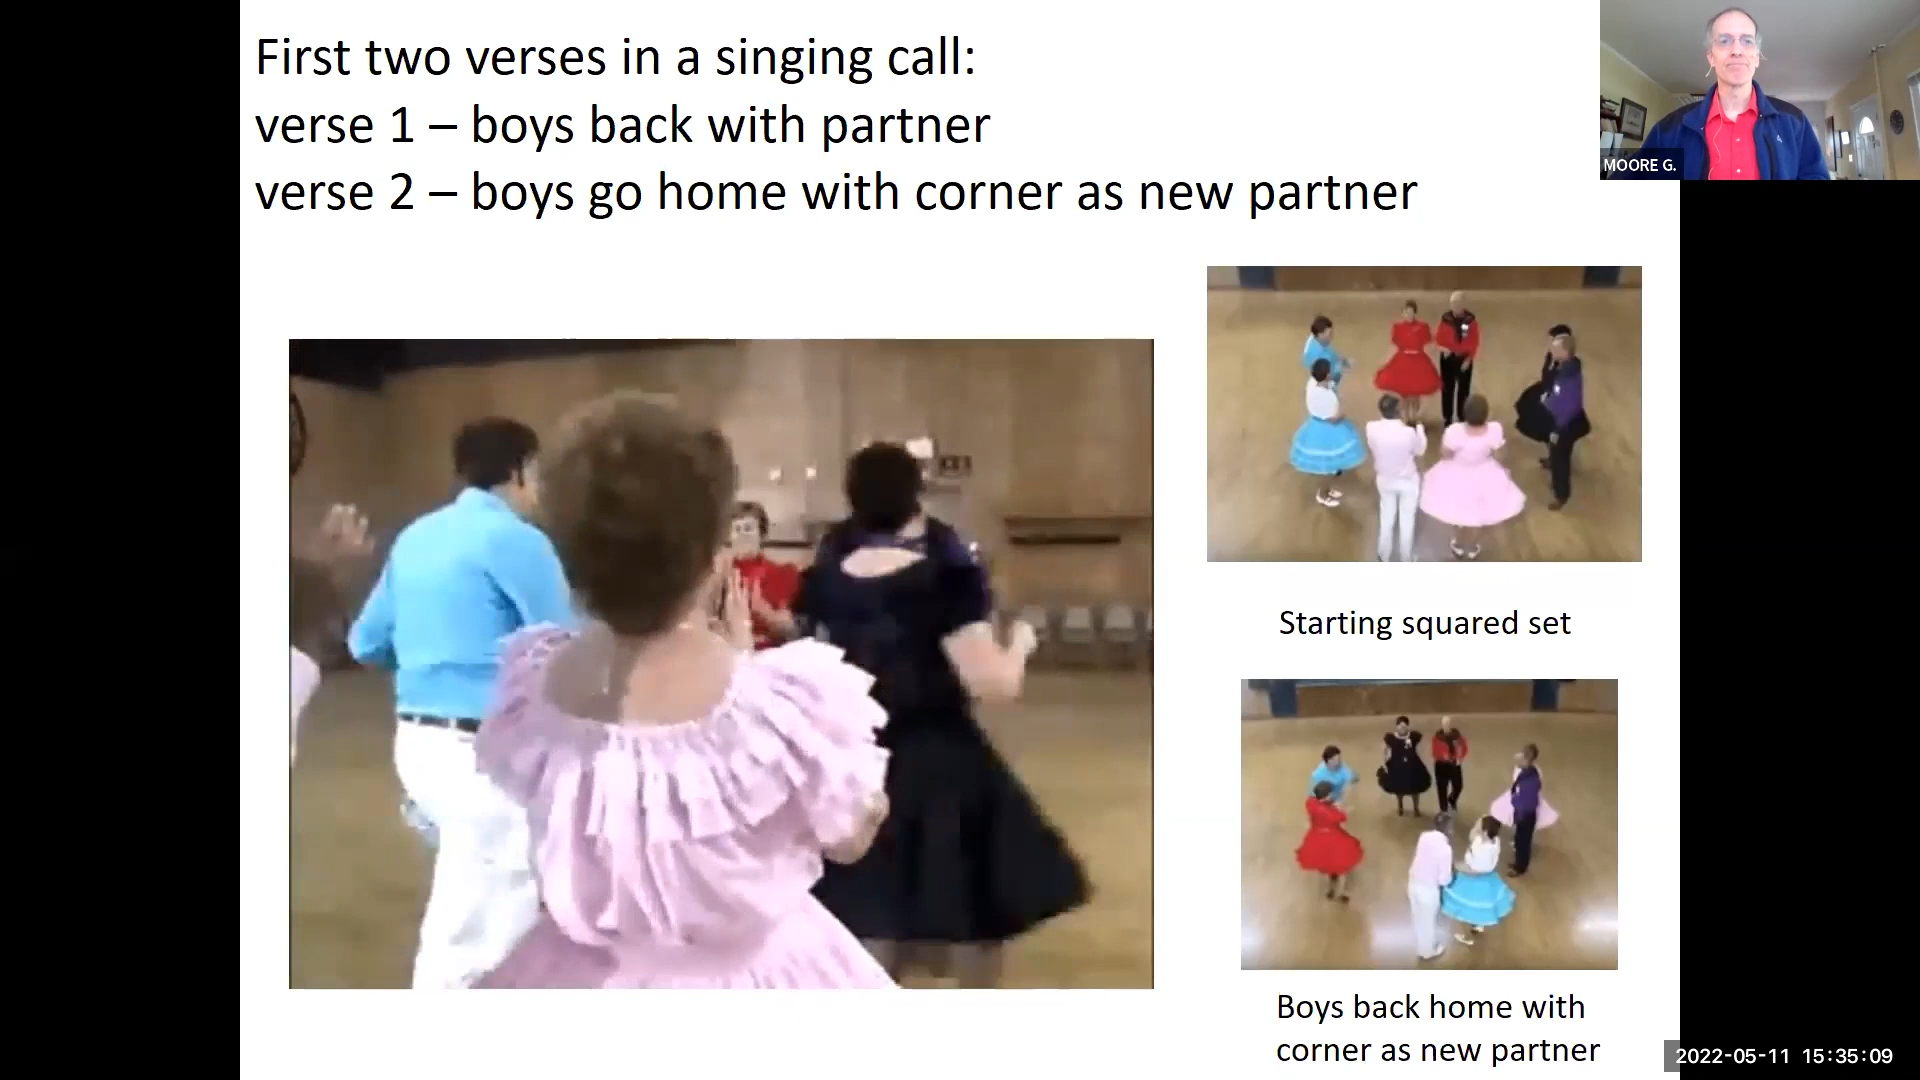 First two verses in a singing call:
verse 1 – boys back with partner
verse 2 – boys go home with corner as new partner
MOORE G.
Starting squared set
Boys back home with
corner as new partner
2022-05-11 15:35:09